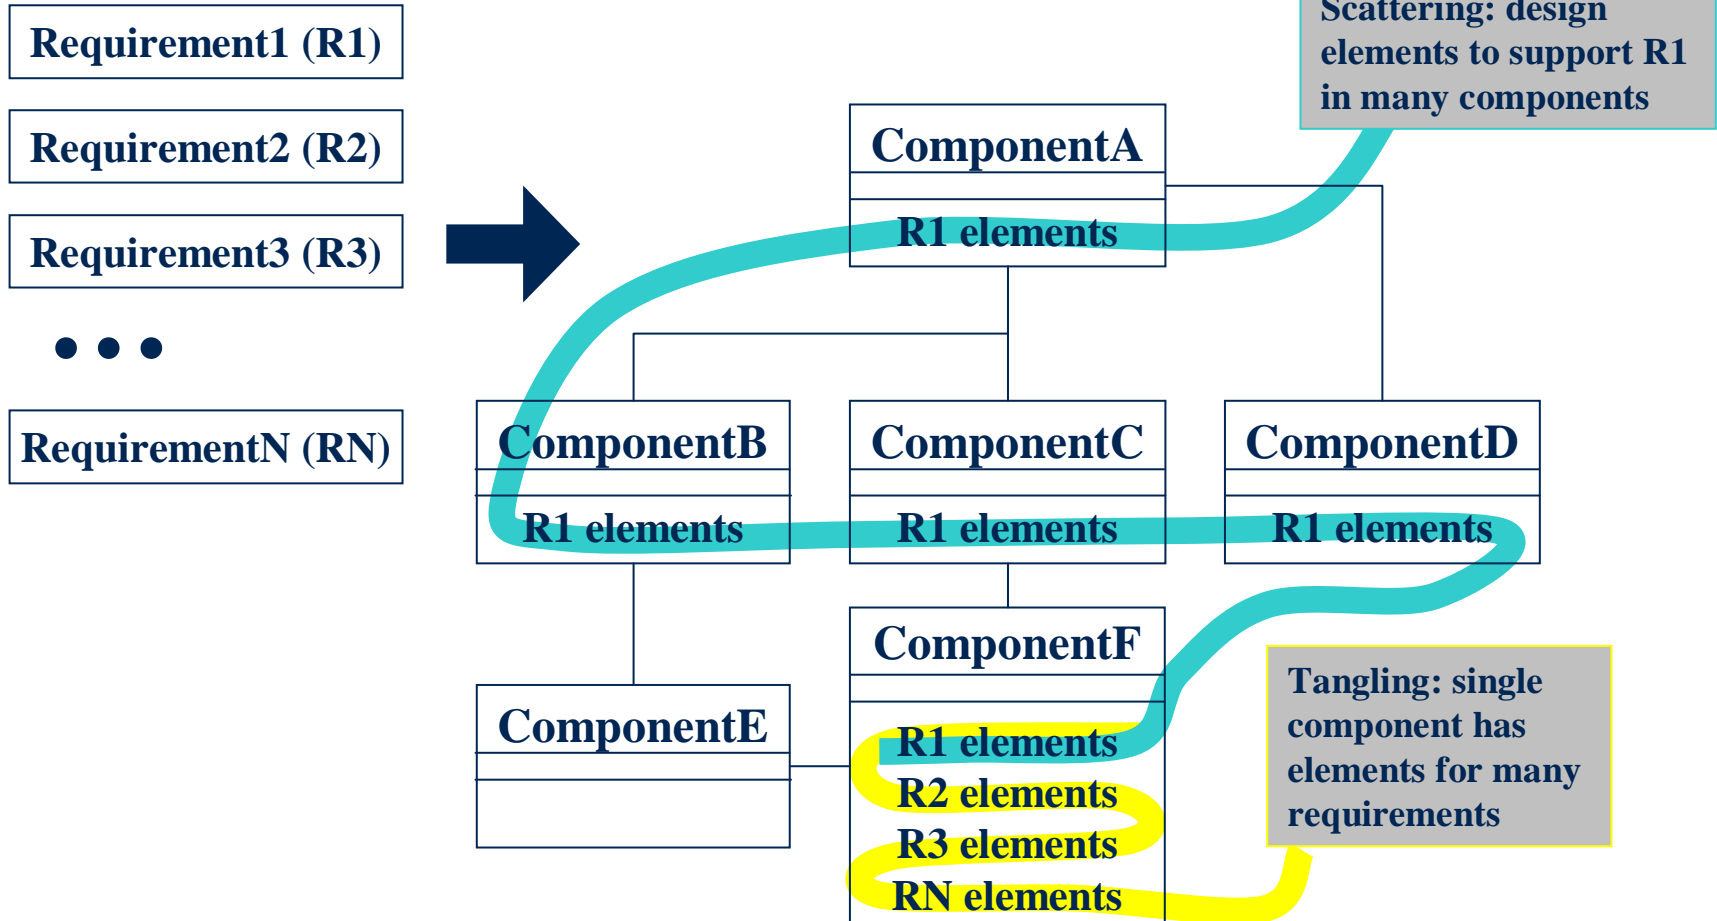 Requirement1 (R1)
Requirement2 (R2)
Requirement3 (R3)
• • •
RequirementN (RN)
Scattering: design
elements to support R1
in many components
ComponentA
R1 elements
ComponentB
R1 elements
ComponentC
R1 elements
ComponentD
R1 elements
ComponentE
ComponentF
R1 elements
R2 elements
R3 elements
RN elements
Tangling: single
component has
elements for many
requirements